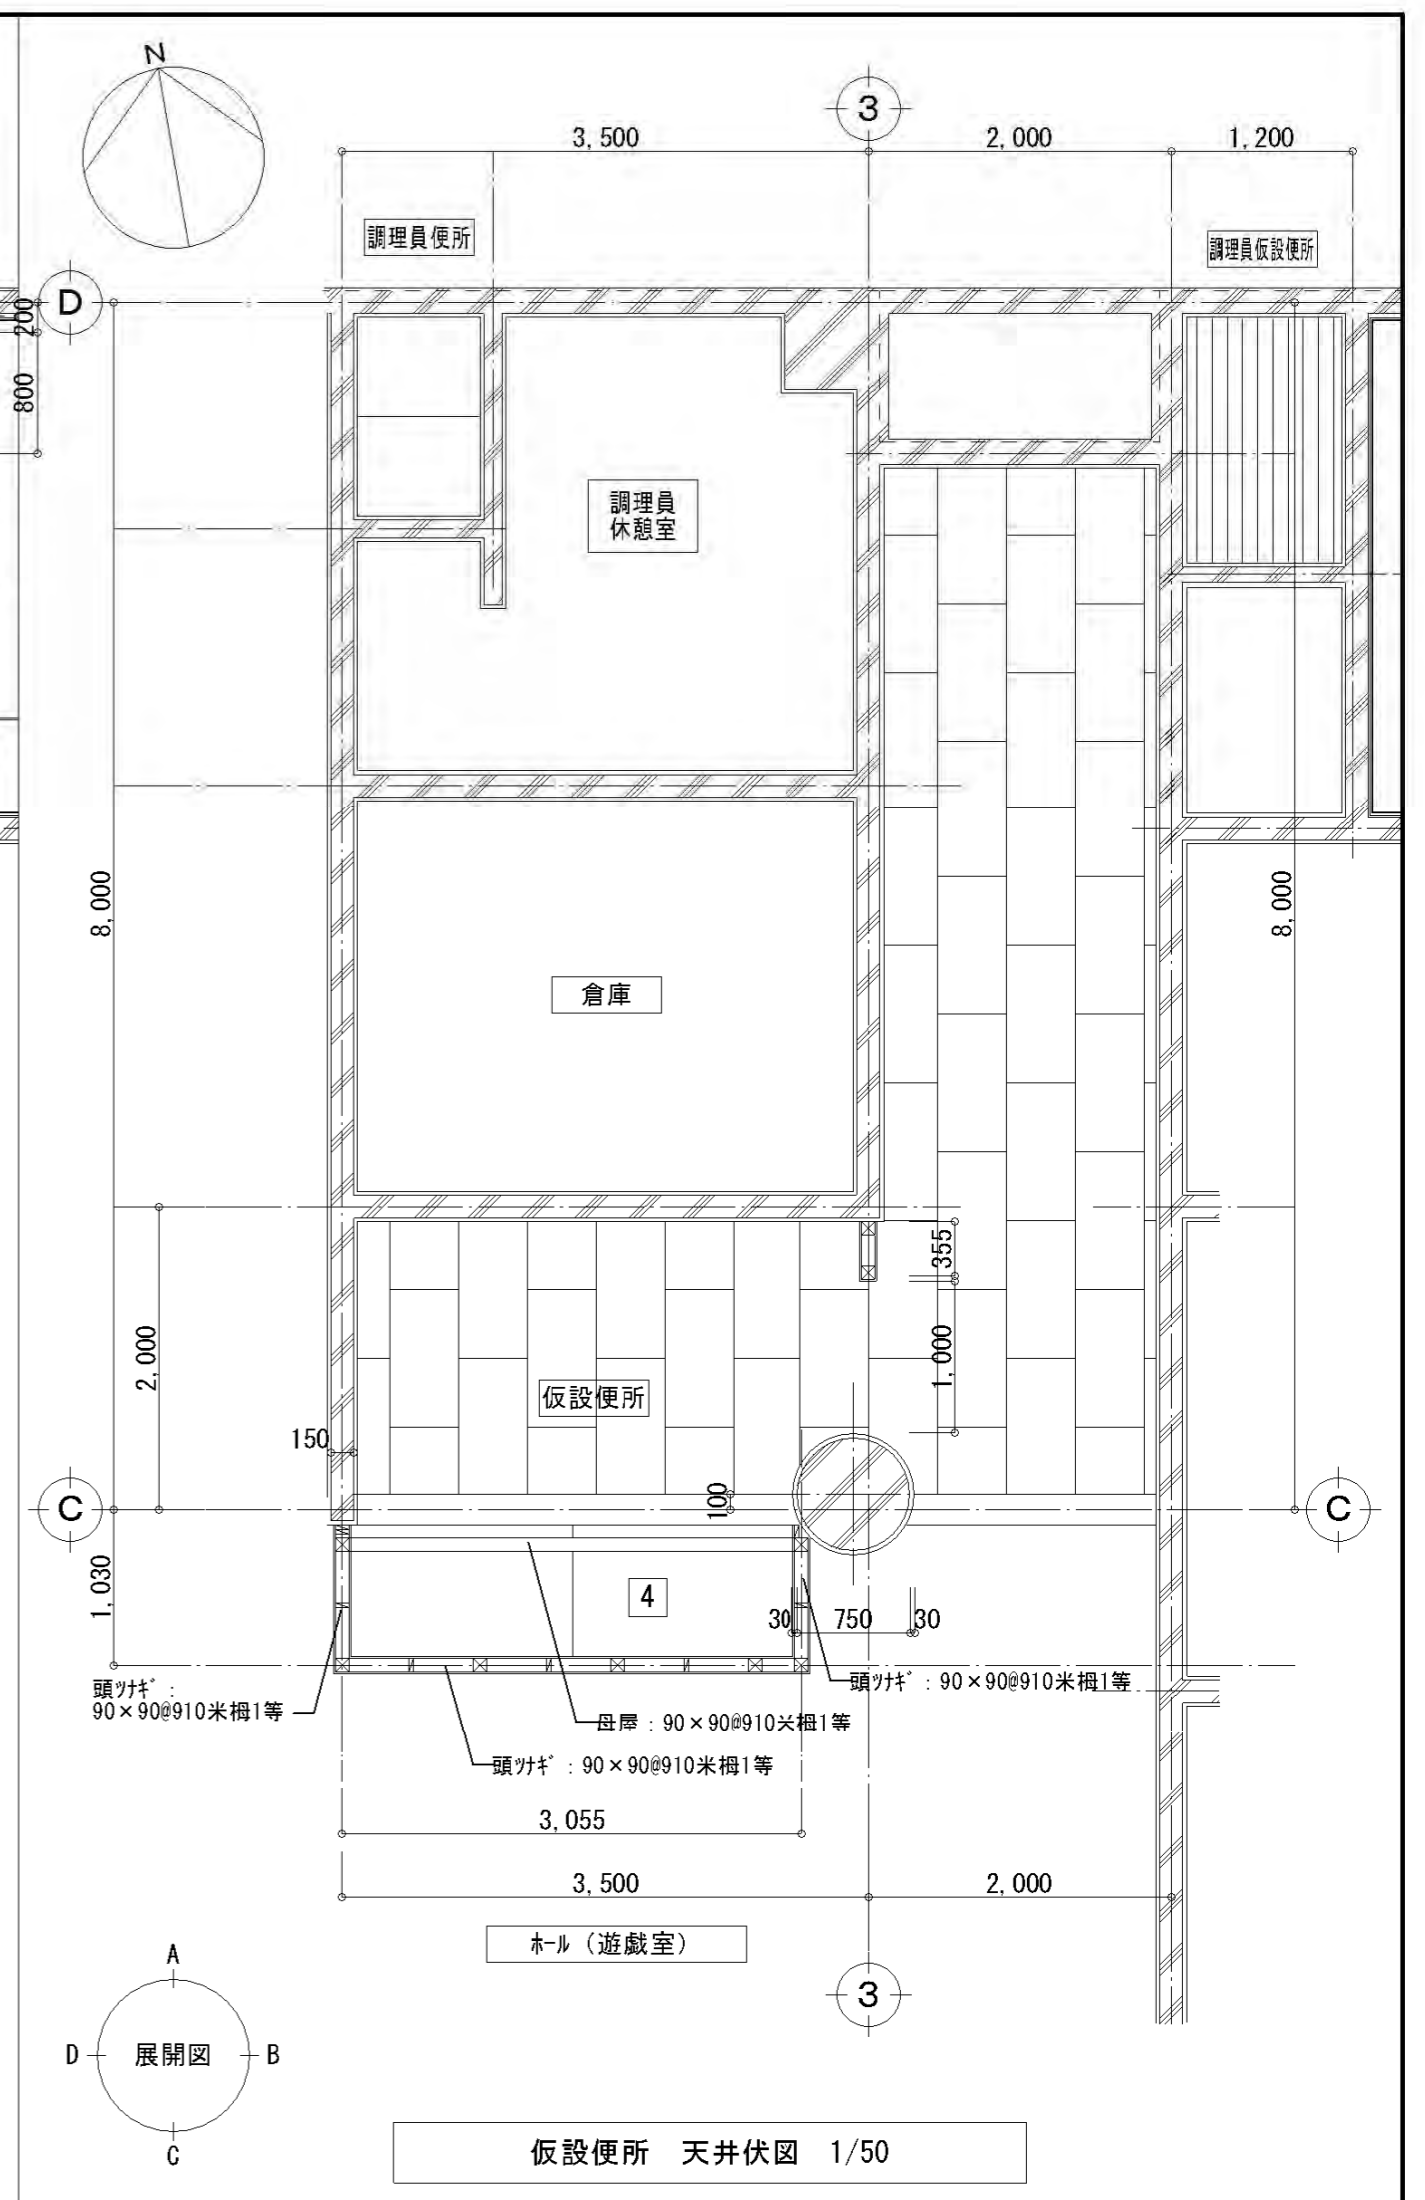 N
3
3,500
2,000
1,200
調理員便所
調理員仮設便所
D
200
800
調理員
休憩室
8,000
8,000
倉庫
355
2,000
1,000
仮設便所
150
100
C
C
1,030
4
30
750
30
頭ツナギ：
90×90@910米栂1等
頭ツナギ：90×90@910米栂1等
母屋：90×90@910米栂1等
頭ツナギ：90×90@910米栂1等
3,055
3,500
2,000
ホール（遊戯室）
3
A
D
展開図
B
C
仮設便所　天井伏図　1/50